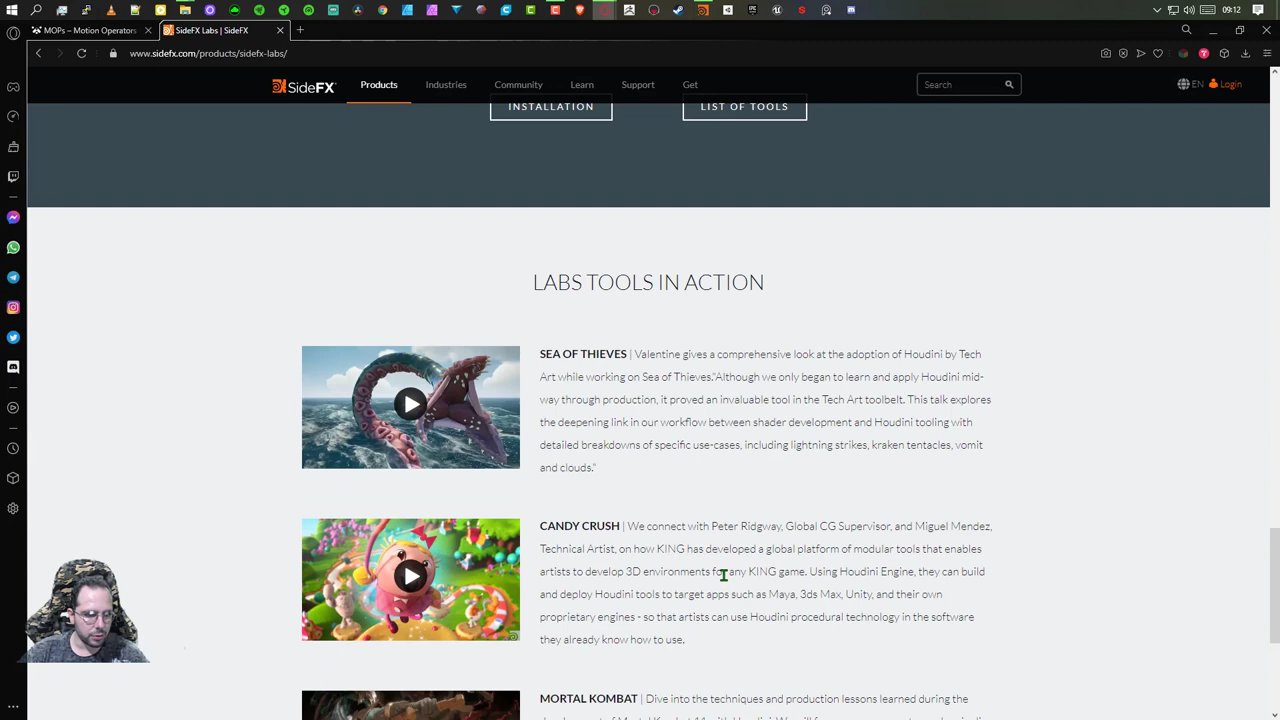 09:12
MOPs – Motion Operators
SideFX Labs | SideFX
www.sidefx.com/products/sidefx-labs/
SideFX
Products
Industries
Community
Learn
Support
Get
Search
EN
Login
INSTALLATION
LIST OF TOOLS
LABS TOOLS IN ACTION
SEA OF THIEVES | Valentine gives a comprehensive look at the adoption of Houdini by Tech
Art while working on Sea of Thieves."Although we only began to learn and apply Houdini mid-
way through production, it proved an invaluable tool in the Tech Art toolbelt. This talk explores
the deepening link in our workflow between shader development and Houdini tooling with
detailed breakdowns of specific use-cases, including lightning strikes, kraken tentacles, vomit
and clouds."
CANDY CRUSH | We connect with Peter Ridgway, Global CG Supervisor, and Miguel Mendez,
Technical Artist, on how KING has developed a global platform of modular tools that enables
artists to develop 3D environments for any KING game. Using Houdini Engine, they can build
and deploy Houdini tools to target apps such as Maya, 3ds Max, Unity, and their own
proprietary engines - so that artists can use Houdini procedural technology in the software
they already know how to use.
MORTAL KOMBAT | Dive into the techniques and production lessons learned during the